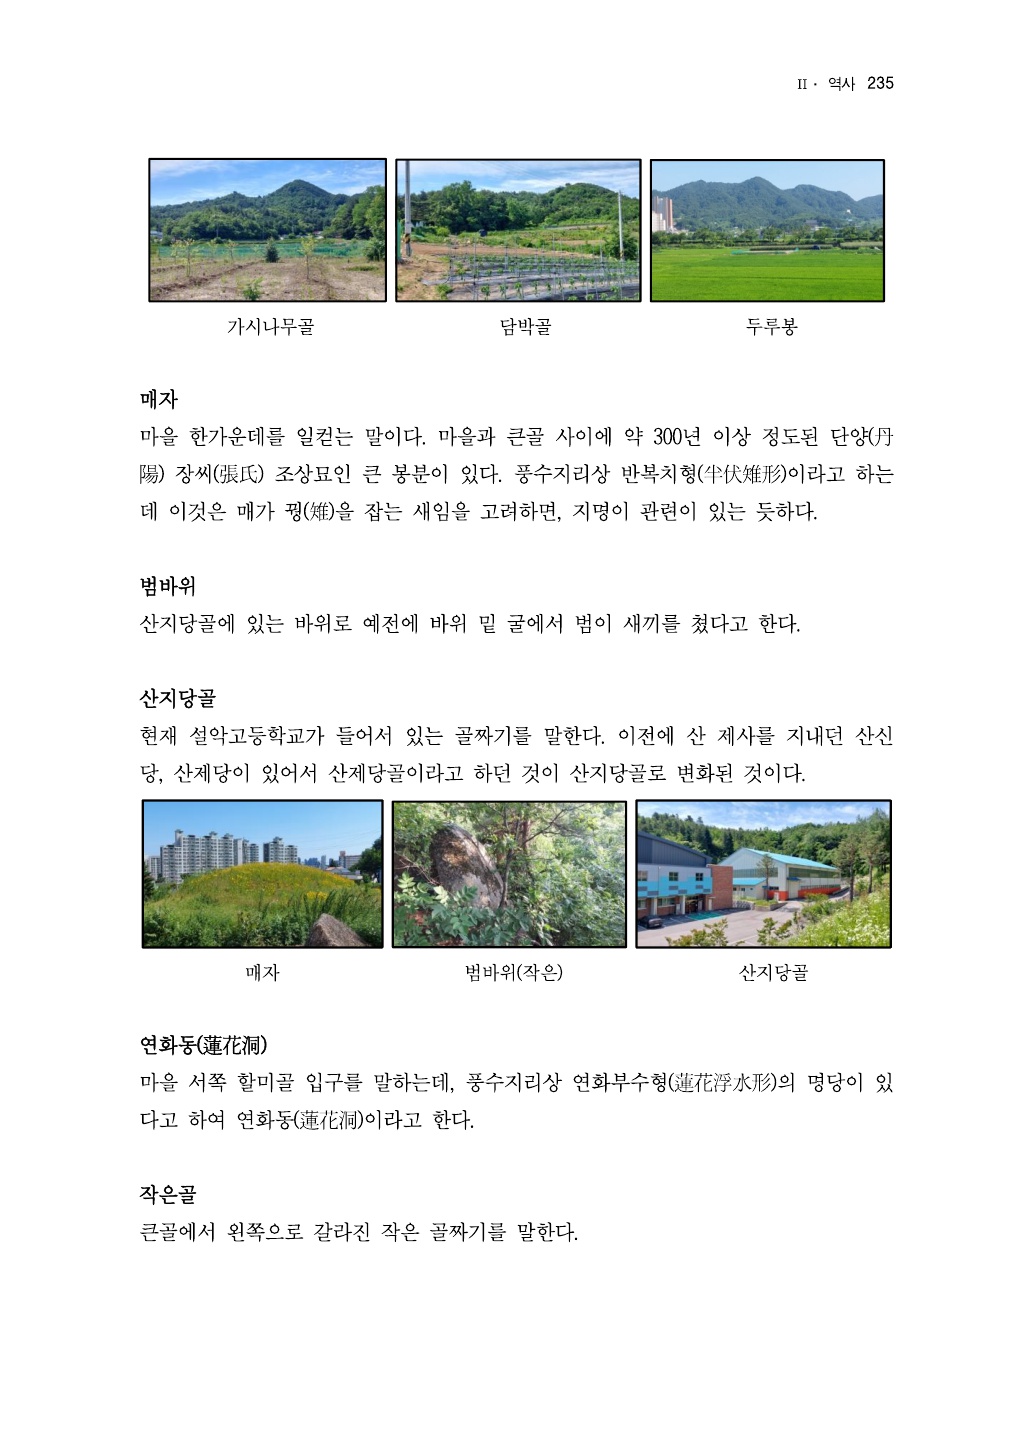 II · 역사 235
가시나무골 담박골 두루봉
매자
마을 한가운데를 일컫는 말이다. 마을과 큰골 사이에 약 300년 이상 정도된 단양(丹
陽) 장씨(張氏) 조상묘인 큰 봉분이 있다. 풍수지리상 반복치형(半伏雉形)이라고 하는
데 이것은 매가 꿩(雉)을 잡는 새임을 고려하면, 지명이 관련이 있는 듯하다.
범바위
산지당골에 있는 바위로 예전에 바위 밑 굴에서 범이 새끼를 쳤다고 한다.
산지당골
현재 설악고등학교가 들어서 있는 골짜기를 말한다. 이전에 산 제사를 지내던 산신
당, 산제당이 있어서 산제당골이라고 하던 것이 산지당골로 변화된 것이다.
매자 범바위(작은) 산지당골
연화동(蓮花洞)
마을 서쪽 할미골 입구를 말하는데, 풍수지리상 연화부수형(蓮花浮水形)의 명당이 있
다고 하여 연화동(蓮花洞)이라고 한다.
작은골
큰골에서 왼쪽으로 갈라진 작은 골짜기를 말한다.